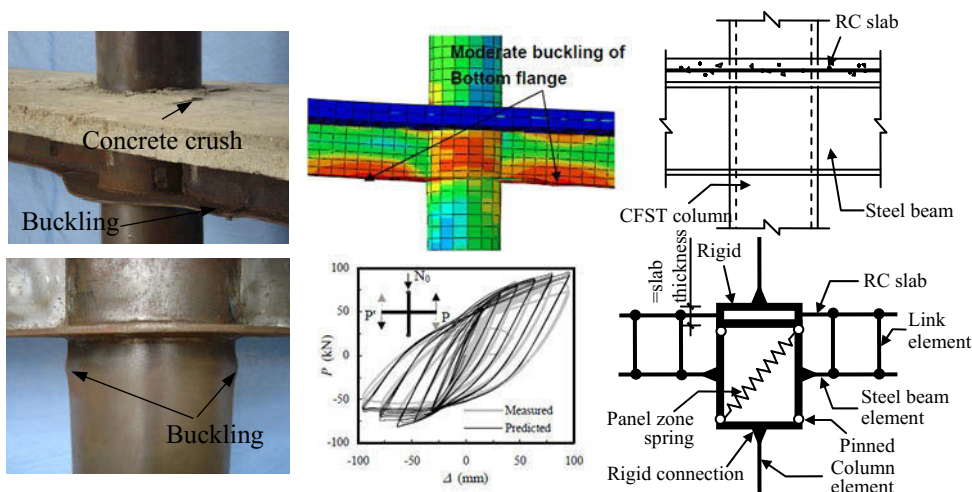 Concrete crush
Buckling
Buckling
Moderate buckling of
Bottom flange
100
50
0
-50
-100
P (kN)
N₀
P'
P
Measured
Predicted
-100
-50
0
50
100
Δ (mm)
RC slab
CFST column
Steel beam
=slab
thickness
Rigid
RC slab
Link
element
Steel beam
element
Panel zone
spring
Pinned
Rigid connection
Column
element